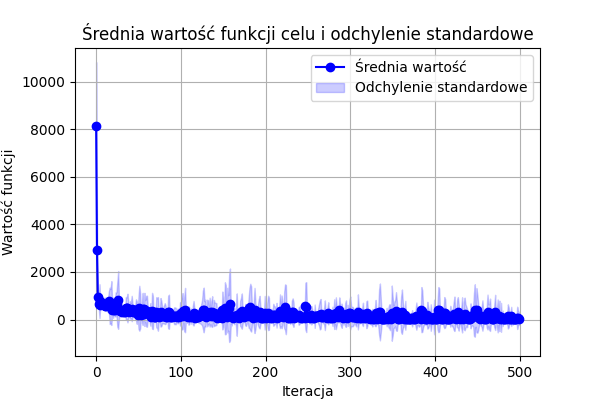 Średnia wartość funkcji celu i odchylenie standardowe
Średnia wartość
Odchylenie standardowe
Wartość funkcji
10000
8000
6000
4000
2000
0
0 100 200 300 400 500
Iteracja